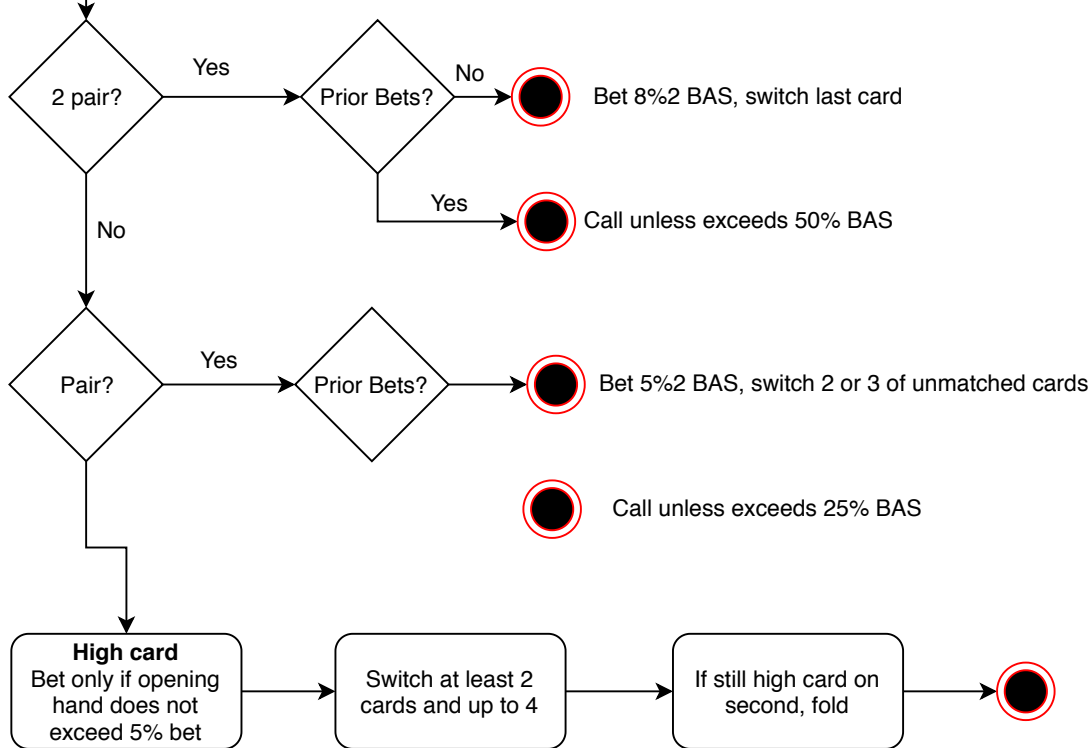 2 pair?
Yes
Prior Bets?
No
Bet 8%2 BAS, switch last card
Yes
Call unless exceeds 50% BAS
No
Pair?
Yes
Prior Bets?
Bet 5%2 BAS, switch 2 or 3 of unmatched cards
Call unless exceeds 25% BAS
High card
Bet only if opening
hand does not
exceed 5% bet
Switch at least 2
cards and up to 4
If still high card on
second, fold